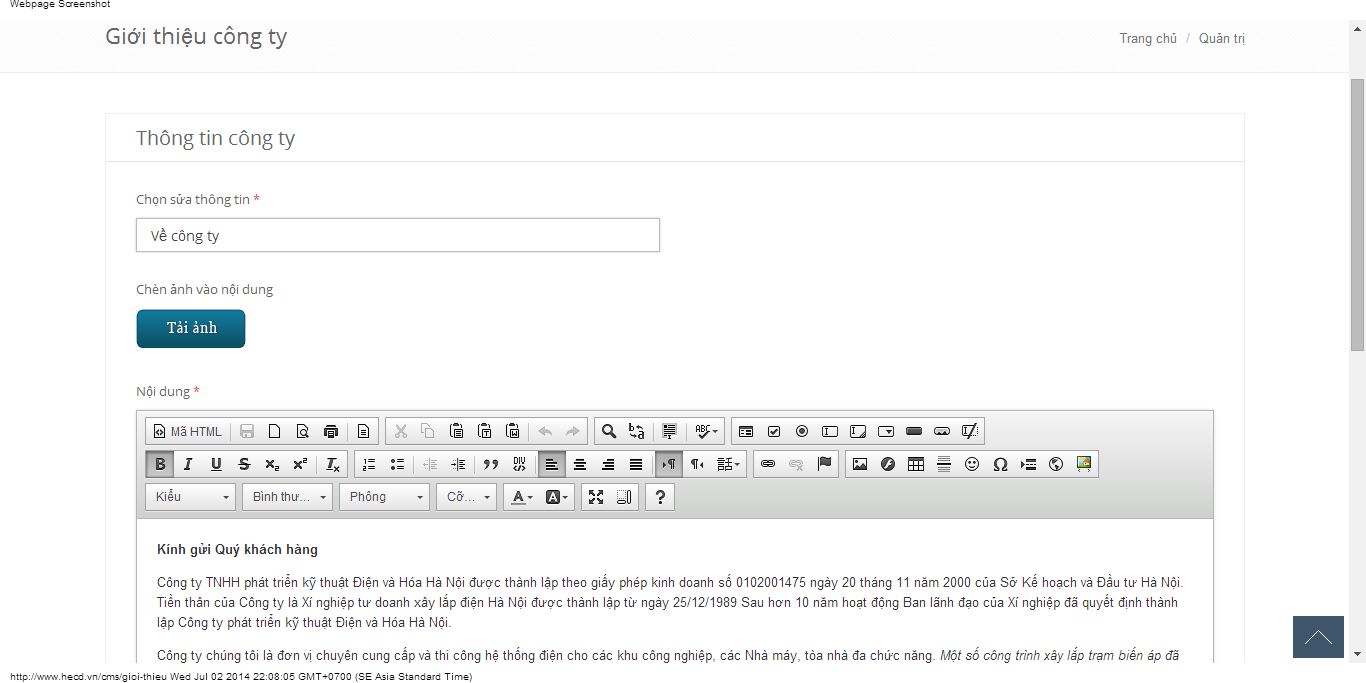 Webpage Screenshot
Giới thiệu công ty
Trang chủ / Quản trị
Thông tin công ty
Chọn sửa thông tin *
Về công ty
Chèn ảnh vào nội dung
Tải ảnh
Nội dung *
Mã HTML
Kiểu Bình thư... Phông Cỡ...
Kính gửi Quý khách hàng
Công ty TNHH phát triển kỹ thuật Điện và Hóa Hà Nội được thành lập theo giấy phép kinh doanh số 0102001475 ngày 20 tháng 11 năm 2000 của Sở Kế hoạch và Đầu tư Hà Nội.
Tiền thân của Công ty là Xí nghiệp tư doanh xây lắp điện Hà Nội được thành lập từ ngày 25/12/1989 Sau hơn 10 năm hoạt động Ban lãnh đạo của Xí nghiệp đã quyết định thành
lập Công ty phát triển kỹ thuật Điện và Hóa Hà Nội.
Công ty chúng tôi là đơn vị chuyên cung cấp và thi công hệ thống điện cho các khu công nghiệp, các Nhà máy, tòa nhà đa chức năng. Một số công trình xây lắp trạm biến áp đã
http://www.hecd.vn/cms/gioi-thieu Wed Jul 02 2014 22:08:05 GMT+0700 (SE Asia Standard Time)